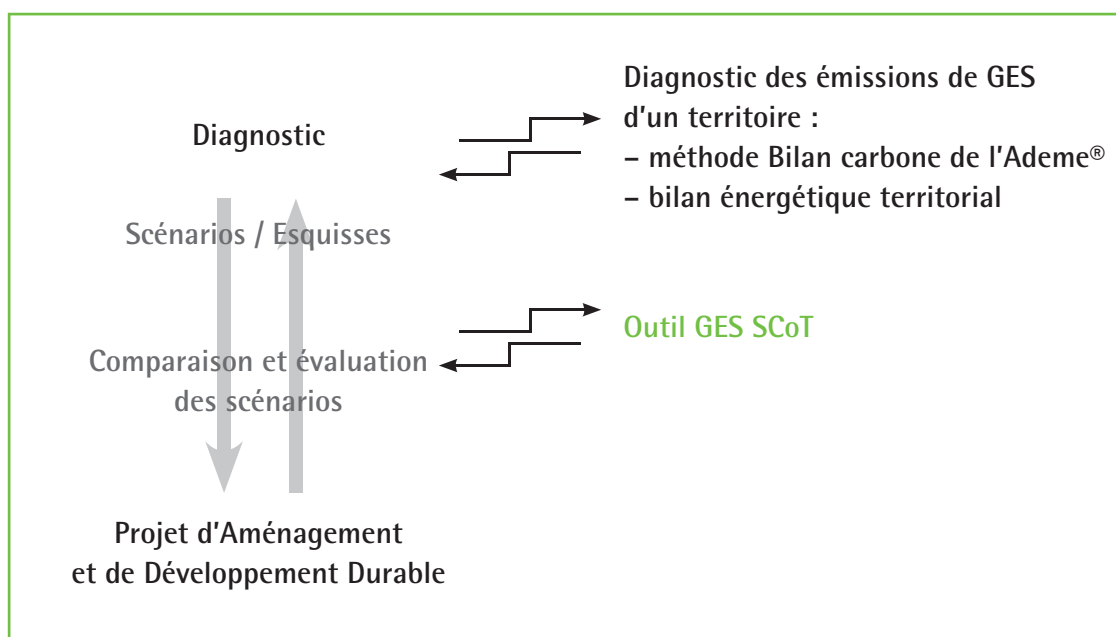 Diagnostic
Diagnostic des émissions de GES
d'un territoire :
– méthode Bilan carbone de l'Ademe®
– bilan énergétique territorial
Scénarios / Esquisses
Outil GES SCoT
Comparaison et évaluation
des scénarios
Projet d'Aménagement
et de Développement Durable